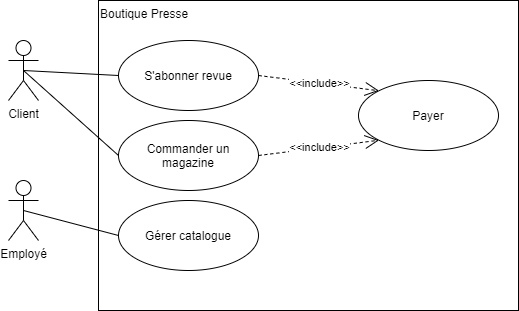 Boutique Presse
S'abonner revue
<<include>>
Client
Payer
Commander un
magazine
<<include>>
Gérer catalogue
Employé